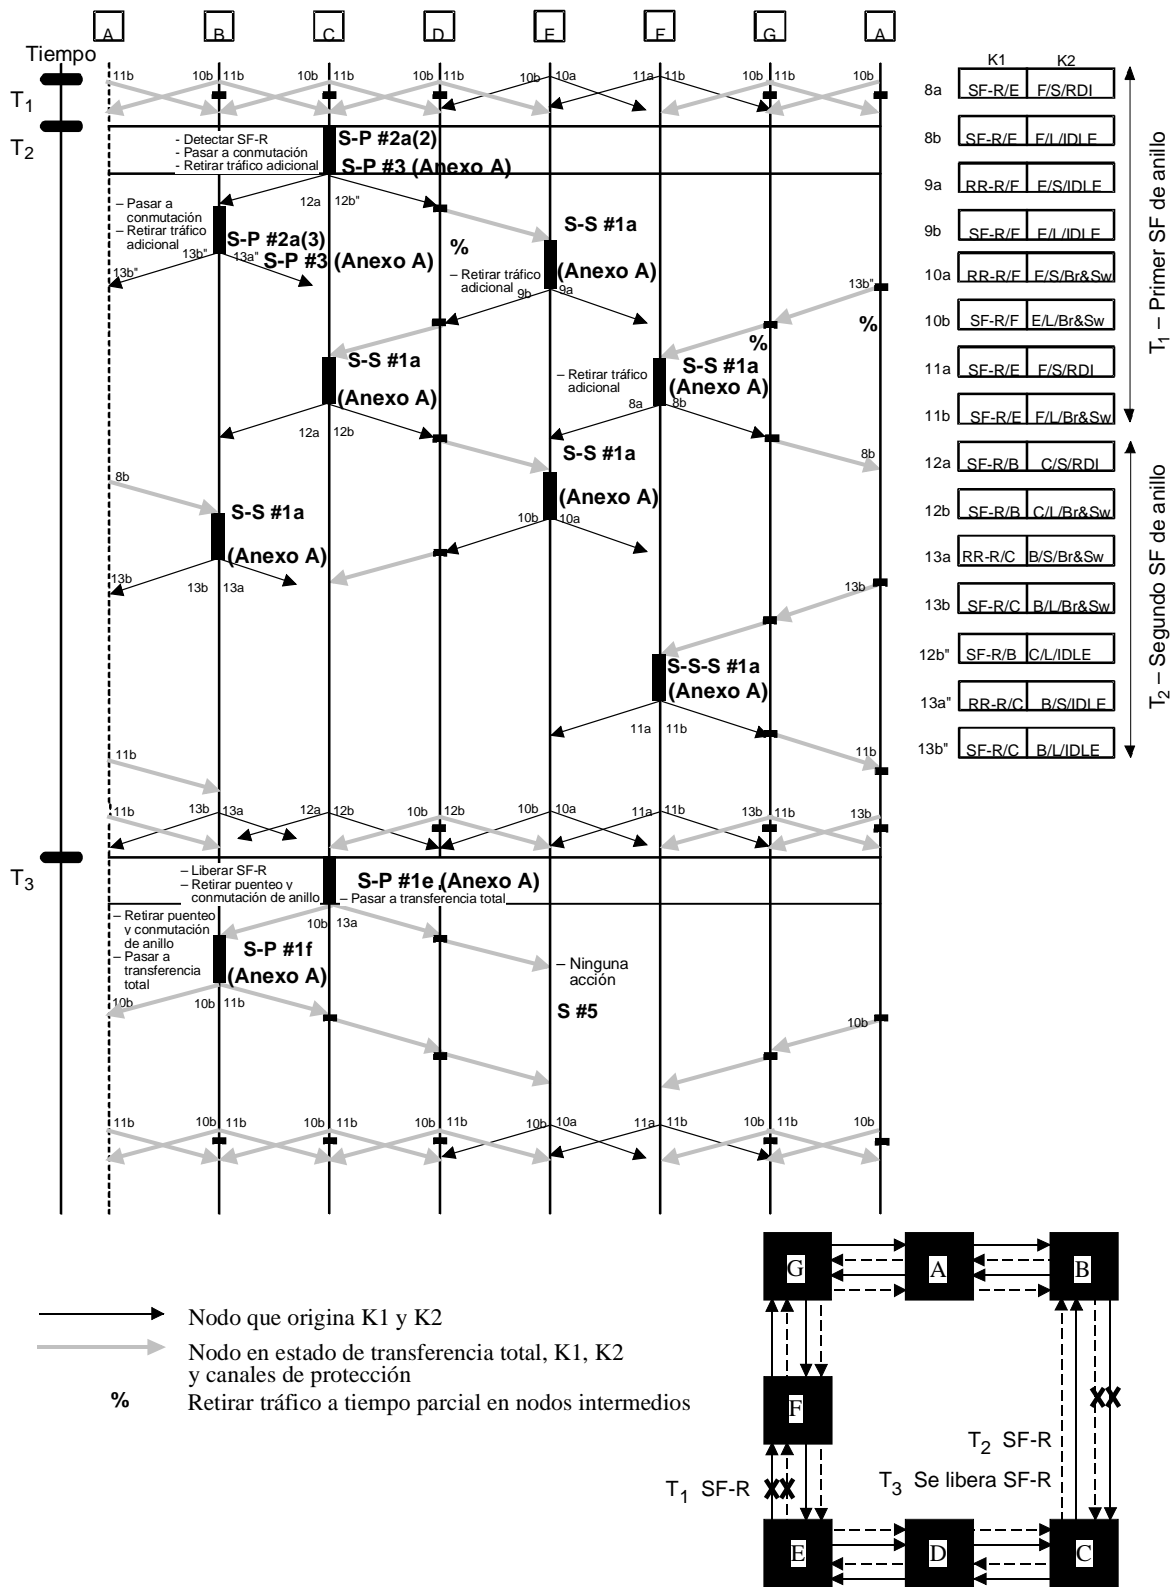 A B C D E F G A
Tiempo
11b 10b 11b 10b 11b 10b 11b 10b 10a 11a 11b 10b 11b 10b
T1
T2
- Detectar SF-R
- Pasar a conmutación
- Retirar tráfico adicional
S-P #2a(2)
S-P #3 (Anexo A)
12a 12b"
– Pasar a
conmutación
– Retirar tráfico
adicional
S-P #2a(3)
S-P #3 (Anexo A)
13b" 13b" 13a"
%
S-S #1a
(Anexo A)
– Retirar tráfico
adicional
9b 9a
13b"
%
%
S-S #1a
(Anexo A)
– Retirar tráfico
adicional
S-S #1a
(Anexo A)
8a 8b
12a 12b
S-S #1a
(Anexo A)
8b
8b
S-S #1a
(Anexo A)
10b 10a
13b 13b 13a
13b
S-S-S #1a
(Anexo A)
11a 11b
11b
11b
11b 13b 13a 12a 12b 10b 12b 10b 10a 11a 11b 13b 11b 13b
T3
– Liberar SF-R
– Retirar puenteo y
conmutación de anillo
S-P #1e (Anexo A)
– Pasar a transferencia total
10b 13a
– Retirar puenteo
y conmutación
de anillo
– Pasar a
transferencia
total
S-P #1f
(Anexo A)
10b 10b 11b
– Ninguna
acción
S #5
10b
11b 10b 11b 10b 11b 10b 11b 10b 10a 11a 11b 10b 11b 10b
K1 K2
8a SF-R/E F/S/RDI
8b SF-R/E F/L/IDLE
9a RR-R/F E/S/IDLE
9b SF-R/F E/L/IDLE
10a RR-R/F E/S/Br&Sw
10b SF-R/F E/L/Br&Sw
11a SF-R/E F/S/RDI
11b SF-R/E F/L/Br&Sw
12a SF-R/B C/S/RDI
12b SF-R/B C/L/Br&Sw
13a RR-R/C B/S/Br&Sw
13b SF-R/C B/L/Br&Sw
12b" SF-R/B C/L/IDLE
13a" RR-R/C B/S/IDLE
13b" SF-R/C B/L/IDLE
T1 – Primer SF de anillo
T2 – Segundo SF de anillo
Nodo que origina K1 y K2
Nodo en estado de transferencia total, K1, K2
y canales de protección
% Retirar tráfico a tiempo parcial en nodos intermedios
G A B
F
T2 SF-R
T1 SF-R
T3 Se libera SF-R
E D C